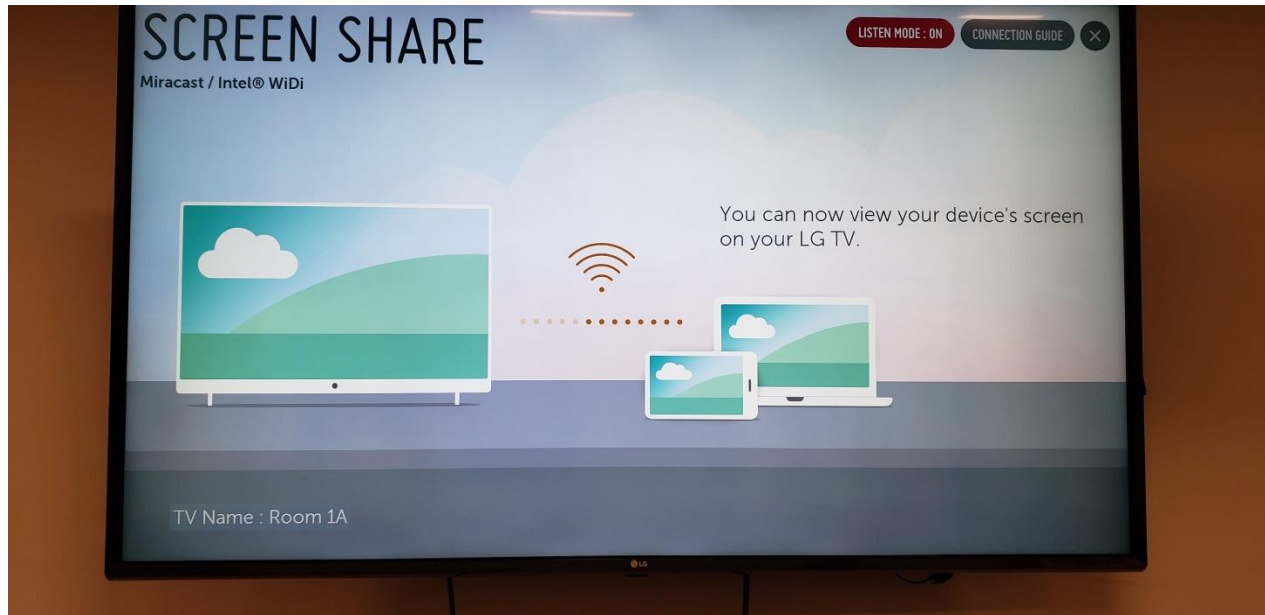 SCREEN SHARE
Miracast / Intel® WiDi
LISTEN MODE : ON
CONNECTION GUIDE
You can now view your device's screen
on your LG TV.
TV Name : Room 1A
LG